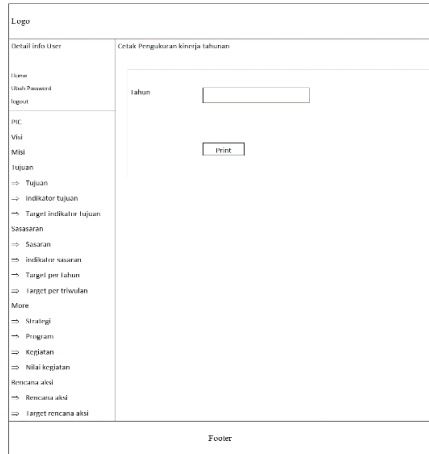 Logo
Detail info User
Home
Ubah Password
logout
PIC
Visi
Misi
Tujuan
⇒ Tujuan
⇒ Indikator tujuan
⇒ Target indikator tujuan
Sasasaran
⇒ Sasaran
⇒ indikator sasaran
⇒ Target per tahun
⇒ Target per triwulan
More
⇒ Strategi
⇒ Program
⇒ Kegiatan
⇒ Nilai kegiatan
Rencana aksi
⇒ Rencana aksi
⇒ Target rencana aksi
Cetak Pengukuran kinerja tahunan
Tahun
Print
Footer